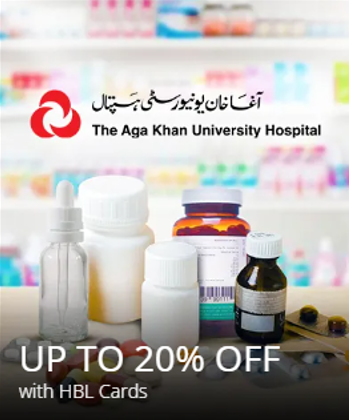 آغا خان یونیورسٹی ہسپتال
The Aga Khan University Hospital
UP TO 20% OFF
with HBL Cards